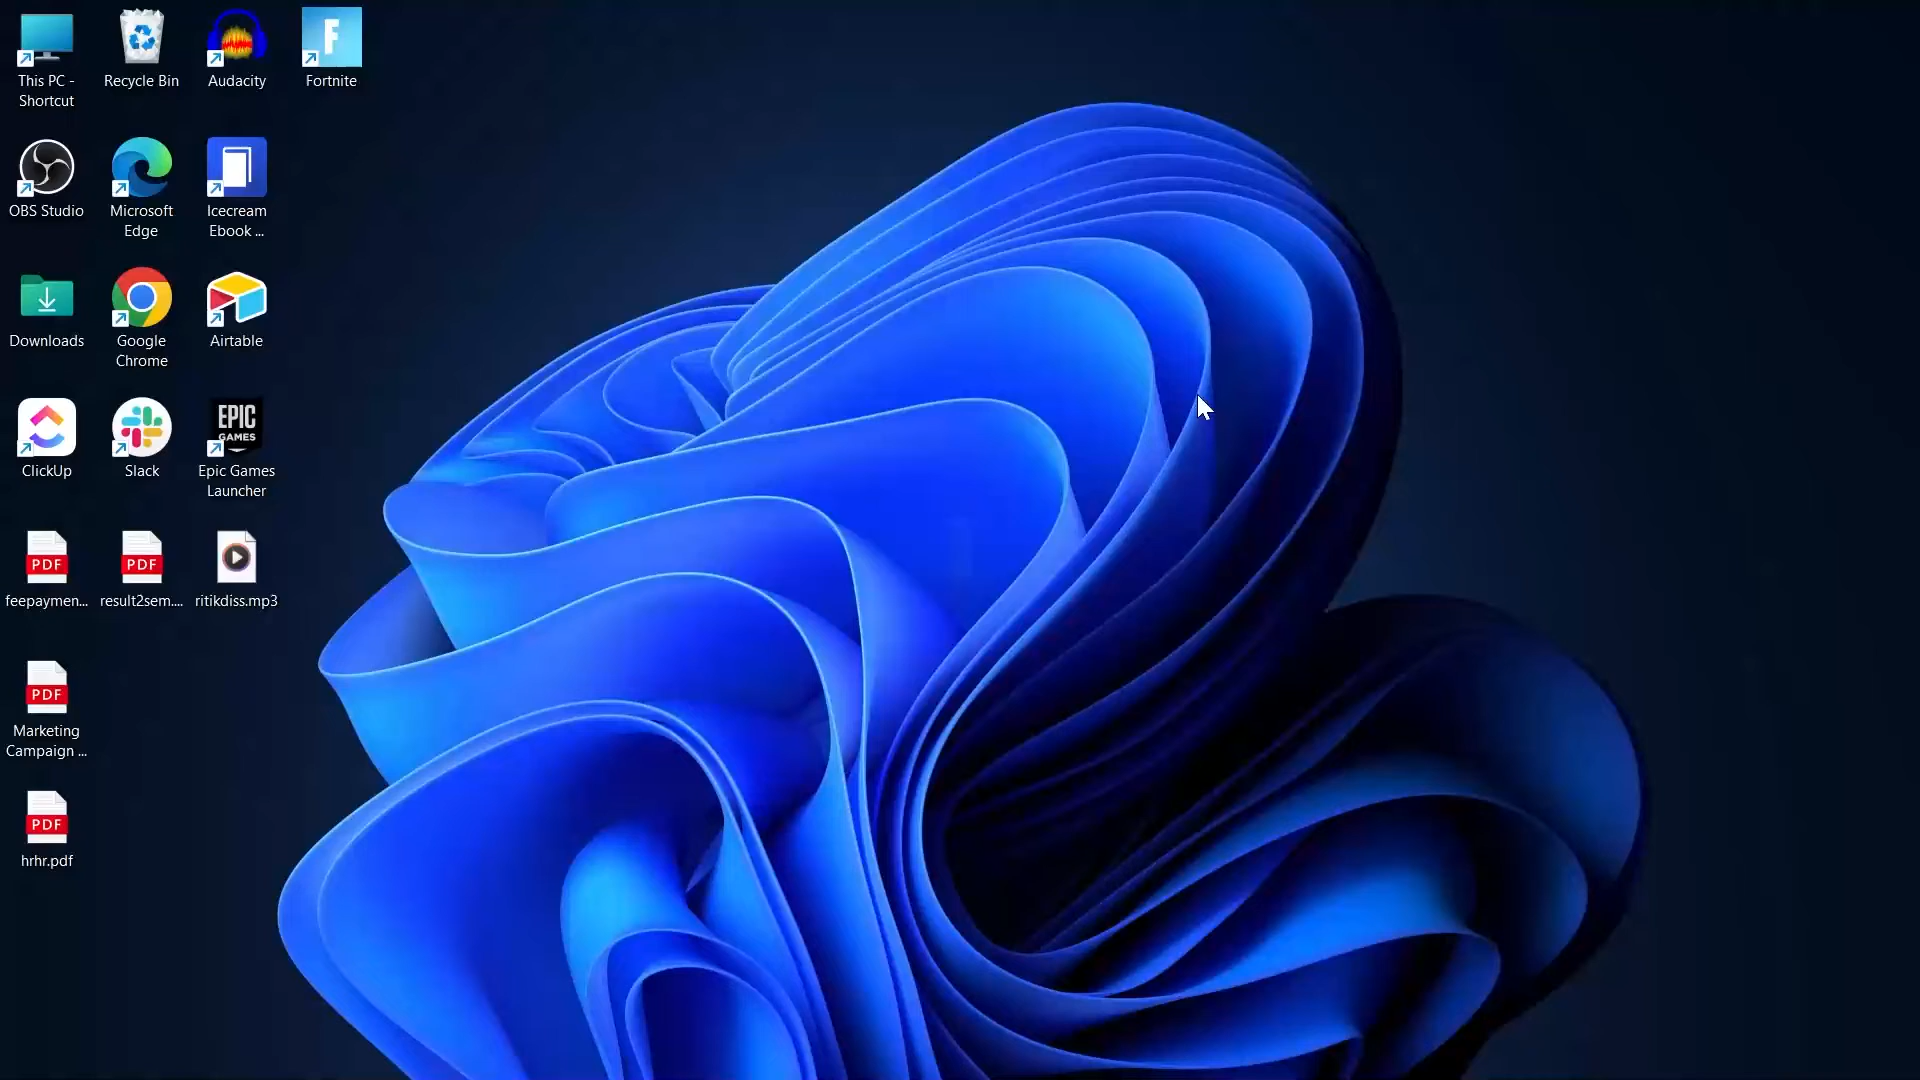 This PC -
Shortcut
Recycle Bin
Audacity
F
Fortnite
OBS Studio
Microsoft
Edge
Icecream
Ebook ...
Downloads
Google
Chrome
Airtable
ClickUp
Slack
EPIC
GAMES
Epic Games
Launcher
PDF
feepaymen...
PDF
result2sem....
ritikdiss.mp3
PDF
Marketing
Campaign ...
PDF
hrhr.pdf